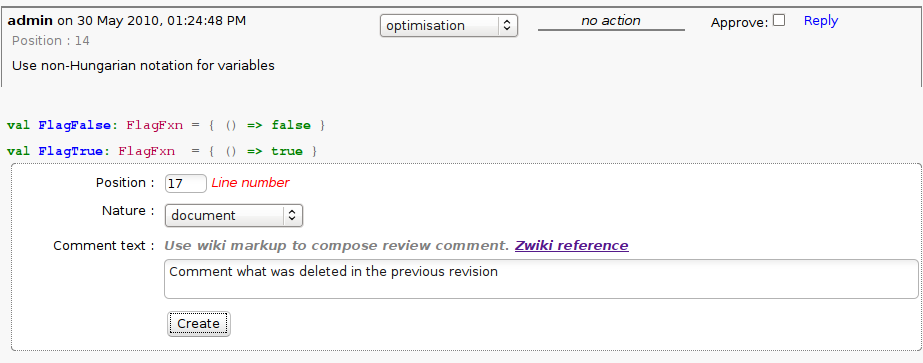 admin on 30 May 2010, 01:24:48 PM optimisation no action Approve: Reply
Position : 14
Use non-Hungarian notation for variables
val FlagFalse: FlagFxn = { () => false }
val FlagTrue: FlagFxn  = { () => true }
Position : 17 Line number
Nature : document
Comment text : Use wiki markup to compose review comment. Zwiki reference
Comment what was deleted in the previous revision
Create